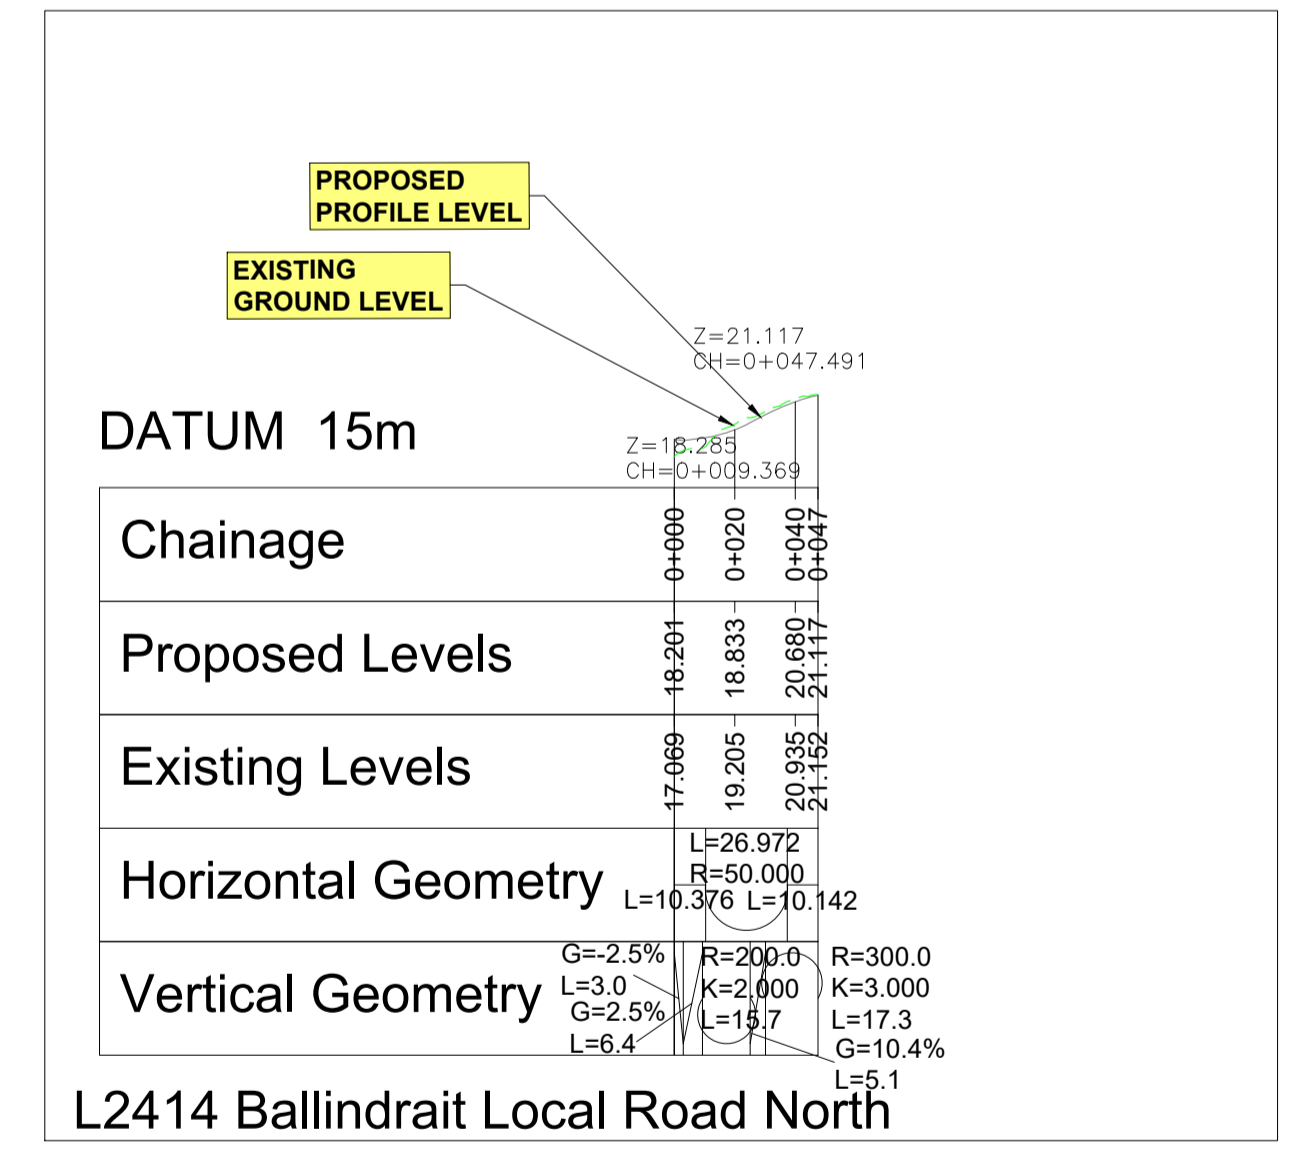 PROPOSED
PROFILE LEVEL
EXISTING
GROUND LEVEL
Z=21.117
CH=0+047.491
DATUM 15m
Z=18.285
CH=0+009.369
Chainage
0+000
0+020
0+040
0+047
Proposed Levels
18.201
18.833
20.680
21.117
Existing Levels
17.069
19.205
20.935
21.152
Horizontal Geometry
L=26.972
R=50.000
L=10.376
L=10.142
Vertical Geometry
G=-2.5%
L=3.0
G=2.5%
L=6.4
R=200.0
K=2.000
L=15.7
R=300.0
K=3.000
L=17.3
G=10.4%
L=5.1
L2414 Ballindrait Local Road North